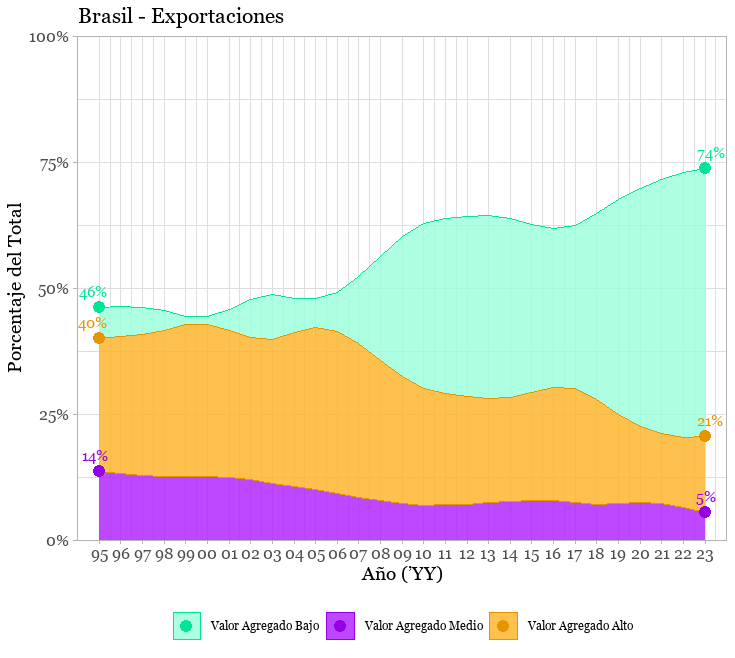 Brasil - Exportaciones
100%
75%
50%
25%
0%
Porcentaje del Total
46%
40%
14%
74%
21%
5%
95 96 97 98 99 00 01 02 03 04 05 06 07 08 09 10 11 12 13 14 15 16 17 18 19 20 21 22 23
Año ('YY)
Valor Agregado Bajo Valor Agregado Medio Valor Agregado Alto